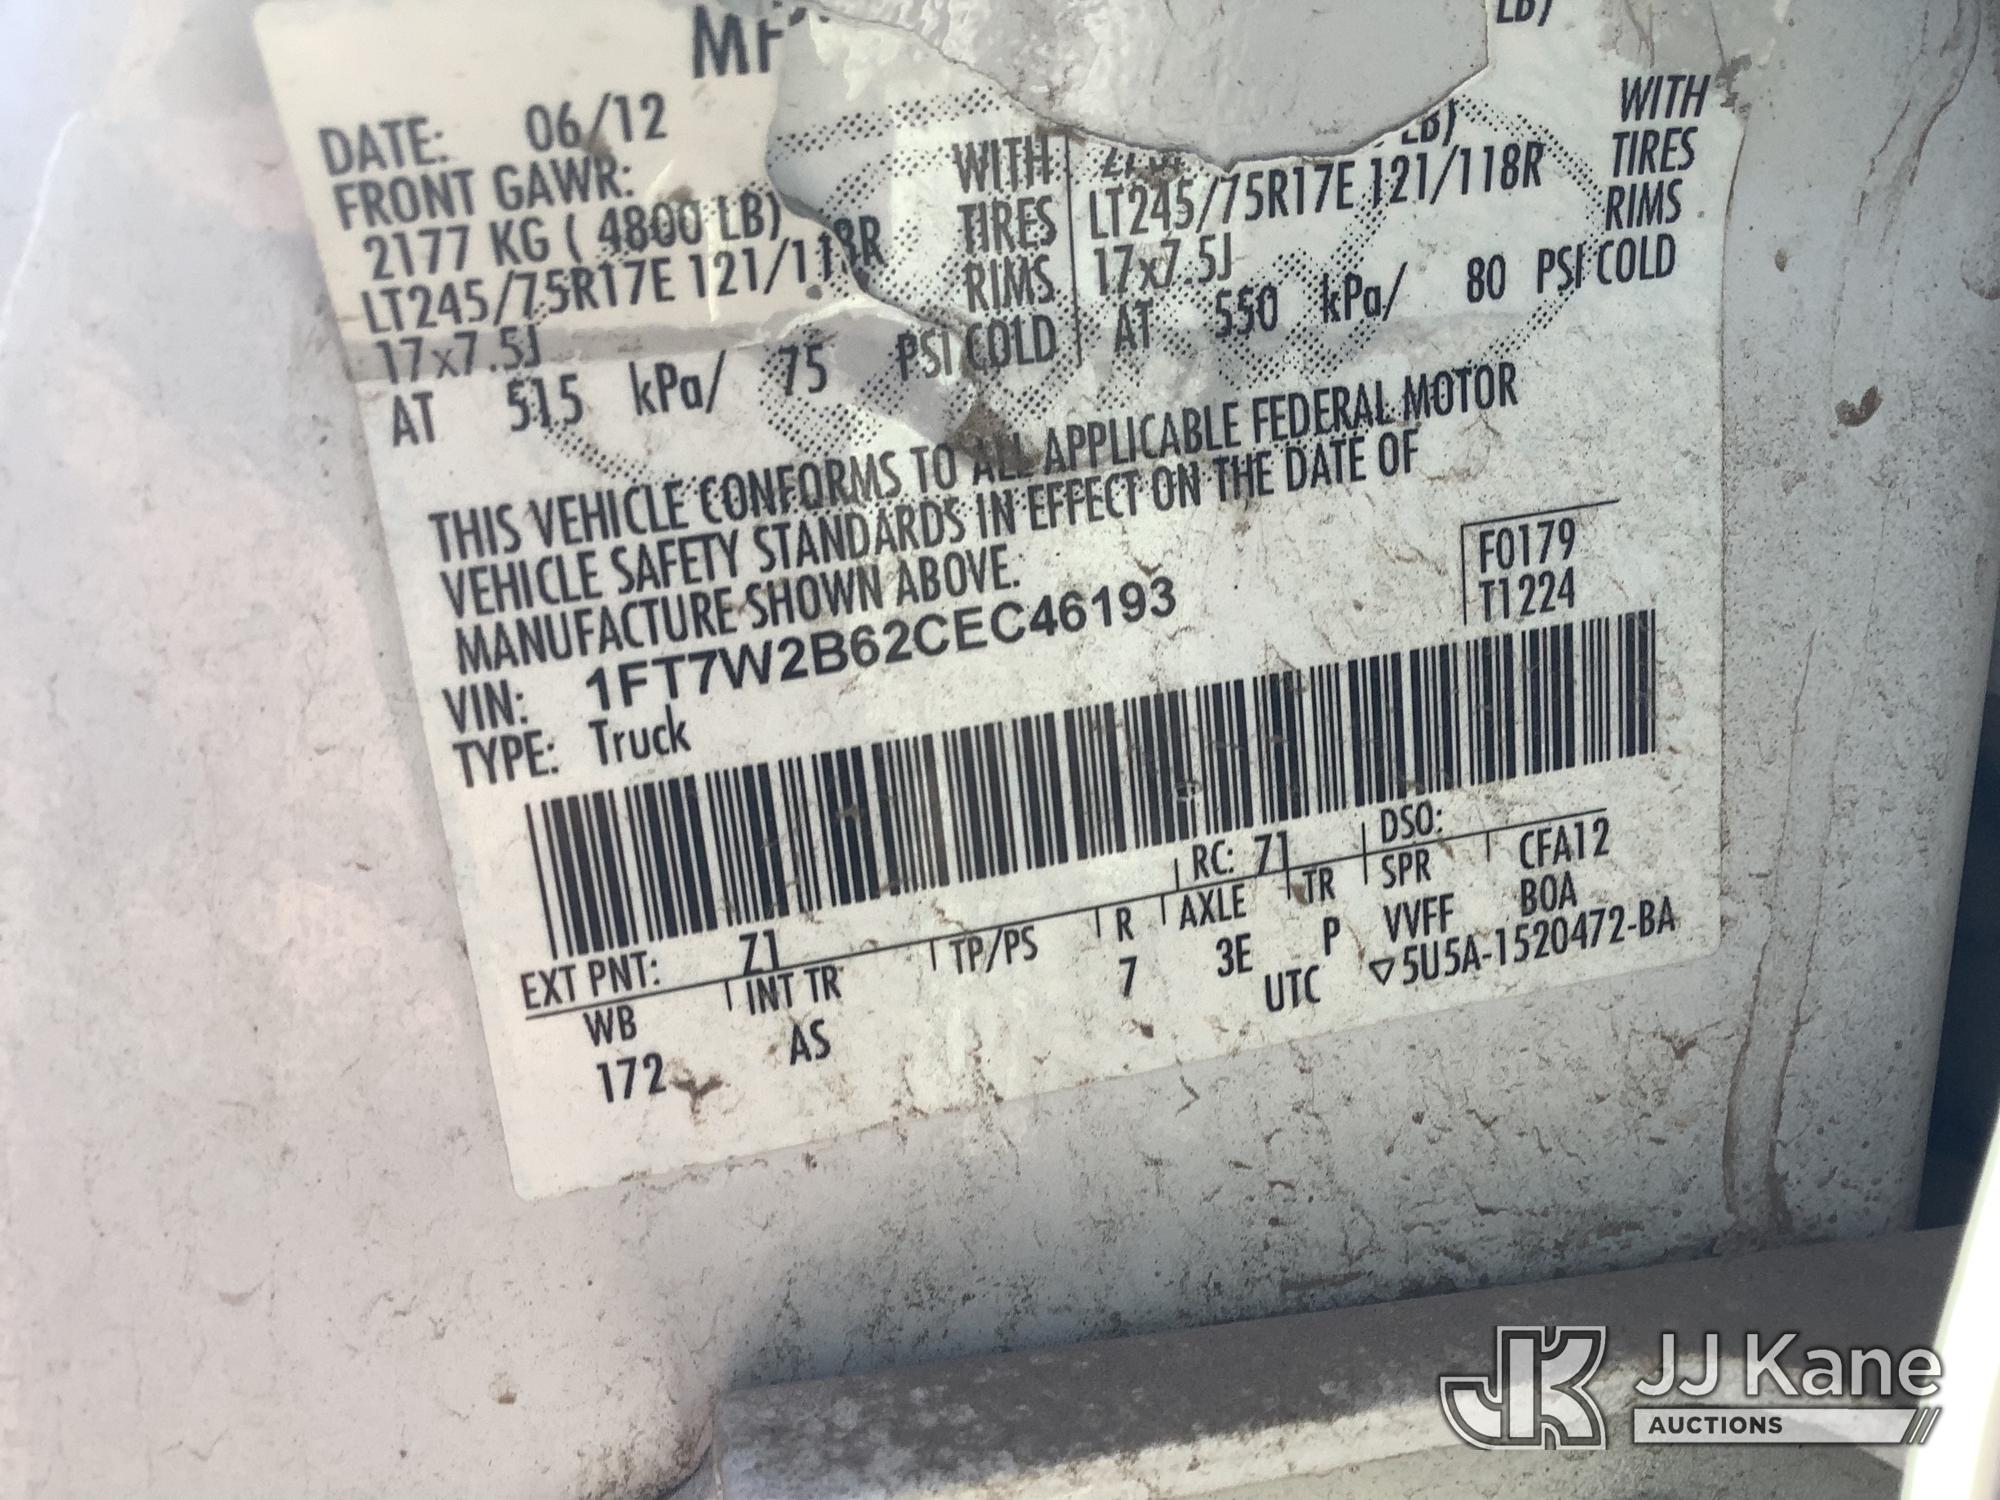 LB)
DATE: 06/12
FRONT GAWR: WITH LB) WITH
2177 KG ( 4800 LB) TIRES LT245/75R17E 121/118R TIRES
LT245/75R17E 121/118R RIMS 17x7.5J RIMS
17x7.5J
AT 515 kPa/ 75 PSI COLD AT 550 kPa/ 80 PSI COLD
THIS VEHICLE CONFORMS TO ALL APPLICABLE FEDERAL MOTOR
VEHICLE SAFETY STANDARDS IN EFFECT ON THE DATE OF
MANUFACTURE SHOWN ABOVE.
VIN: 1FT7W2B62CEC46193
TYPE: Truck
F0179
T1224
EXT PNT: Z1 RC: Z1 DSO:
WB INT TR TP/PS R AXLE TR SPR CFA12
172 AS 7 3E P VVFF BOA
UTC ▽5U5A-1520472-BA
JK JJ Kane
AUCTIONS